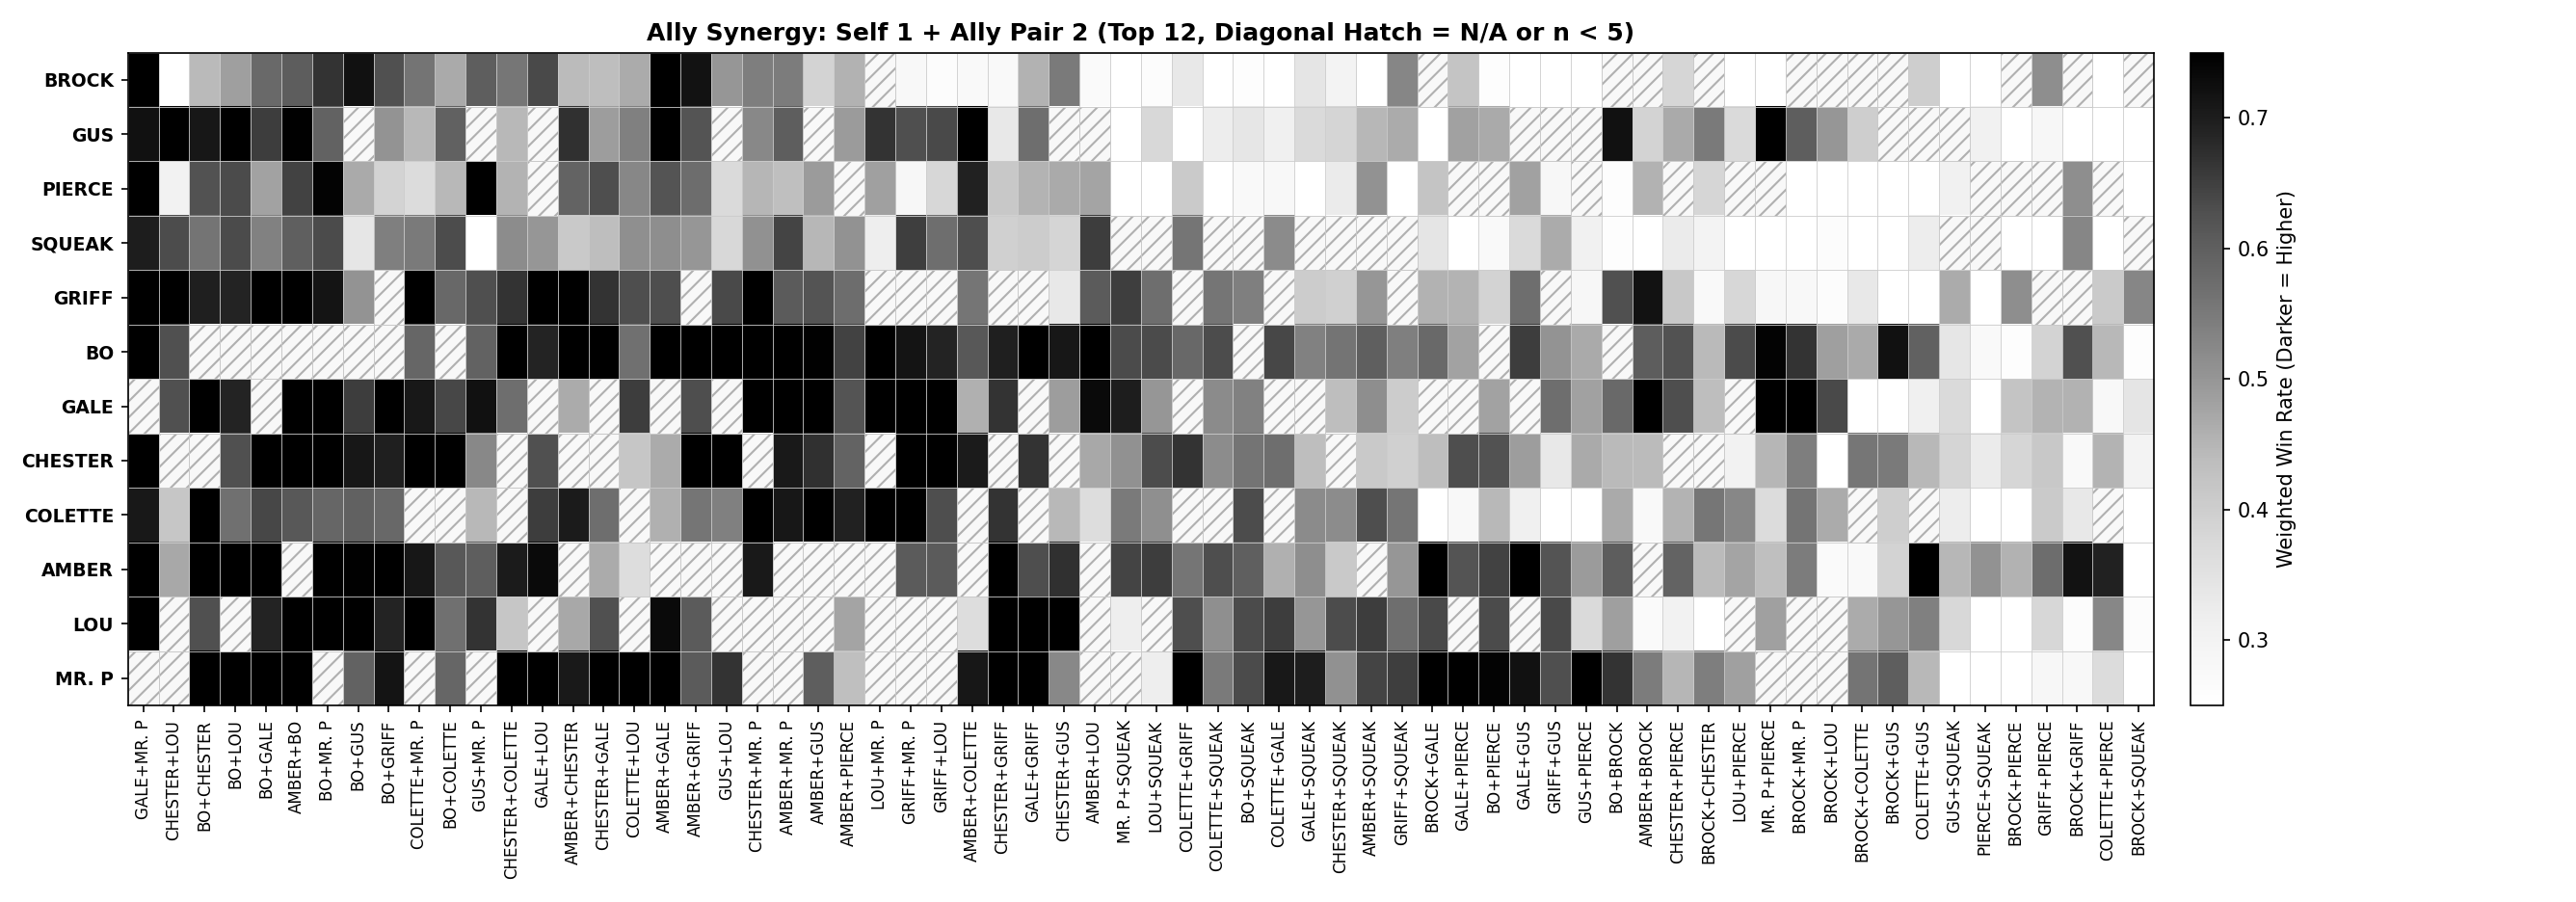 Ally Synergy: Self 1 + Ally Pair 2 (Top 12, Diagonal Hatch = N/A or n < 5)
BROCK
GUS
PIERCE
SQUEAK
GRIFF
BO
GALE
CHESTER
COLETTE
AMBER
LOU
MR. P
GALE+MR. P
CHESTER+LOU
BO+CHESTER
BO+LOU
BO+GALE
AMBER+BO
BO+MR. P
BO+GUS
BO+GRIFF
COLETTE+MR. P
BO+COLETTE
GUS+MR. P
CHESTER+COLETTE
GALE+LOU
AMBER+CHESTER
CHESTER+GALE
COLETTE+LOU
AMBER+GALE
AMBER+GRIFF
GUS+LOU
CHESTER+MR. P
AMBER+MR. P
AMBER+GUS
AMBER+PIERCE
LOU+MR. P
GRIFF+MR. P
GRIFF+LOU
AMBER+COLETTE
CHESTER+GRIFF
GALE+GRIFF
CHESTER+GUS
AMBER+LOU
MR. P+SQUEAK
LOU+SQUEAK
COLETTE+GRIFF
COLETTE+SQUEAK
BO+SQUEAK
COLETTE+GALE
GALE+SQUEAK
CHESTER+SQUEAK
AMBER+SQUEAK
GRIFF+SQUEAK
BROCK+GALE
GALE+PIERCE
BO+PIERCE
GALE+GUS
GRIFF+GUS
GUS+PIERCE
BO+BROCK
AMBER+BROCK
CHESTER+PIERCE
BROCK+CHESTER
LOU+PIERCE
MR. P+PIERCE
BROCK+MR. P
BROCK+LOU
BROCK+COLETTE
BROCK+GUS
COLETTE+GUS
GUS+SQUEAK
PIERCE+SQUEAK
BROCK+PIERCE
GRIFF+PIERCE
BROCK+GRIFF
COLETTE+PIERCE
BROCK+SQUEAK
0.7
0.6
0.5
0.4
0.3
Weighted Win Rate (Darker = Higher)